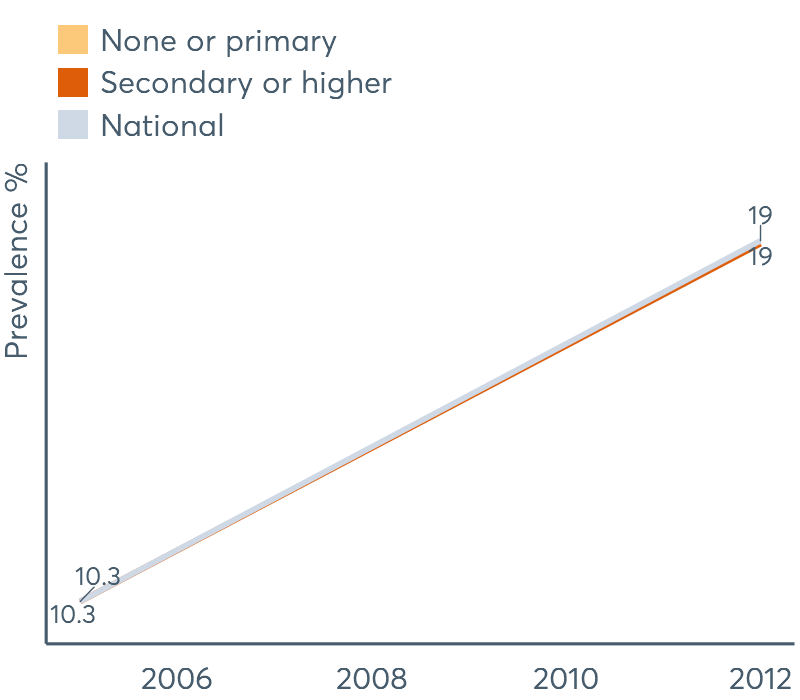 None or primary
Secondary or higher
National
Prevalence %
19
19
10.3
10.3
2006 2008 2010 2012